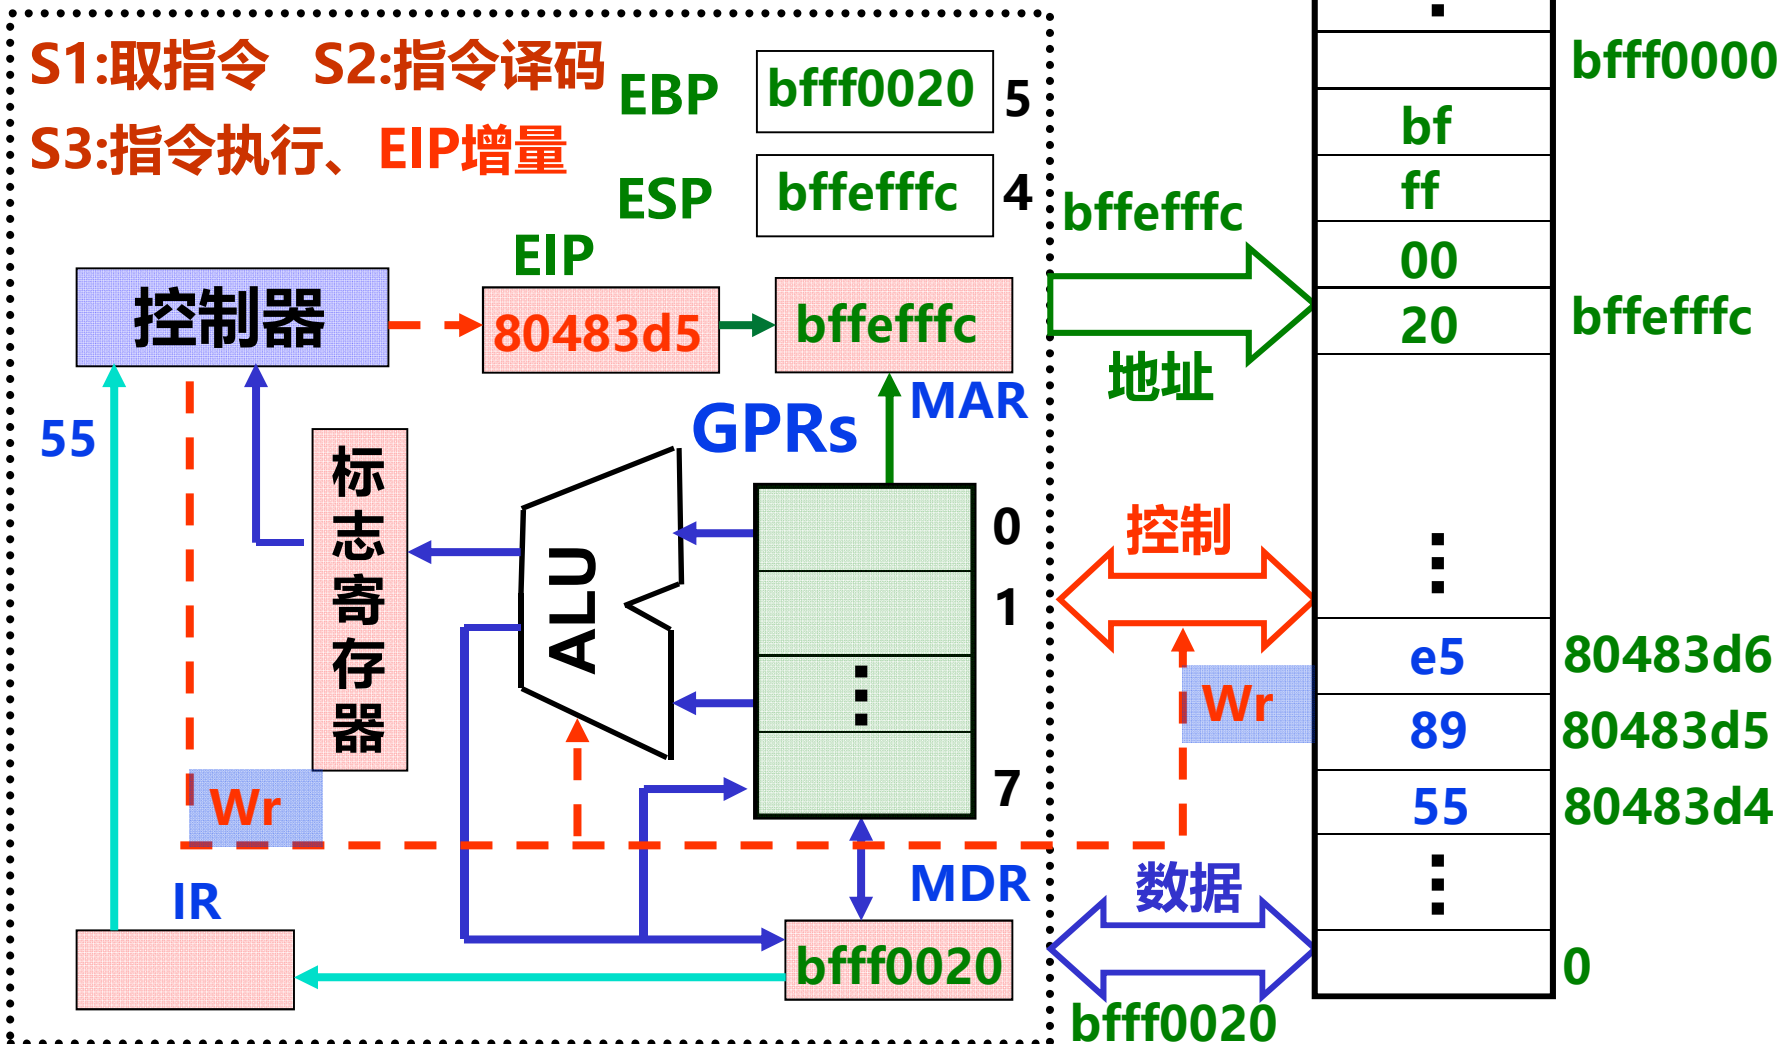 S1:取指令 S2:指令译码
S3:指令执行、EIP增量
EBP
bfff0020
5
ESP
bffefffc
4
EIP
控制器
80483d5
bffefffc
MAR
GPRs
55
标志寄存器
ALU
0
1
⋮
7
Wr
IR
MDR
bfff0020
bffefffc
地址
控制
Wr
数据
bfff0020
bfff0000
bf
ff
00
20
bffefffc
⋮
e5
80483d6
89
80483d5
55
80483d4
⋮
0